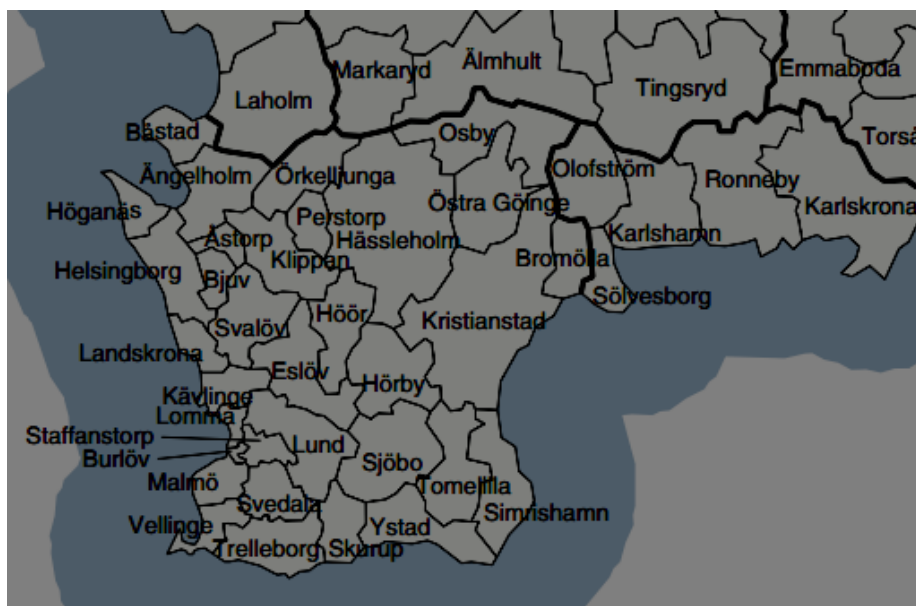 Älmhult
Markaryd
Emmaboda
Tingsryd
Laholm
Båstad
Osby
Torså
Ängelholm
Örkelljunga
Olofström
Ronneby
Höganäs
Perstorp
Östra Göinge
Karlskrona
Åstorp
Hässleholm
Karlshamn
Helsingborg
Klippan
Bromölla
Bjuv
Sölvesborg
Höör
Svalöv
Kristianstad
Landskrona
Eslöv
Hörby
Kävlinge
Lomma
Staffanstorp
Lund
Burlöv
Sjöbo
Malmö
Tomelilla
Svedala
Simrishamn
Vellinge
Ystad
Trelleborg
Skurup